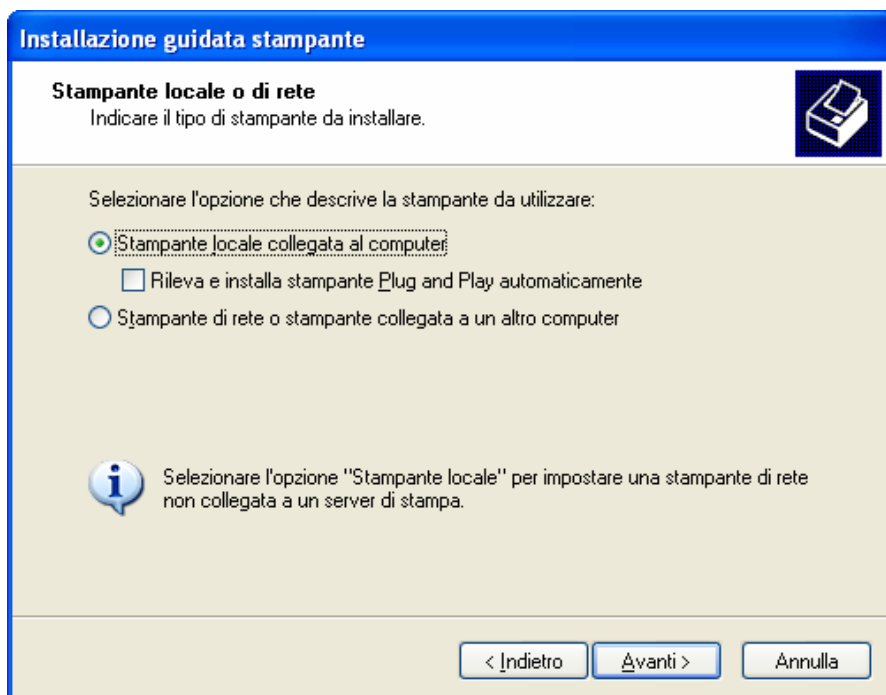 Installazione guidata stampante
Stampante locale o di rete
Indicare il tipo di stampante da installare.
Selezionare l'opzione che descrive la stampante da utilizzare:
Stampante locale collegata al computer
Rileva e installa stampante Plug and Play automaticamente
Stampante di rete o stampante collegata a un altro computer
Selezionare l'opzione "Stampante locale" per impostare una stampante di rete
non collegata a un server di stampa.
< Indietro
Avanti >
Annulla